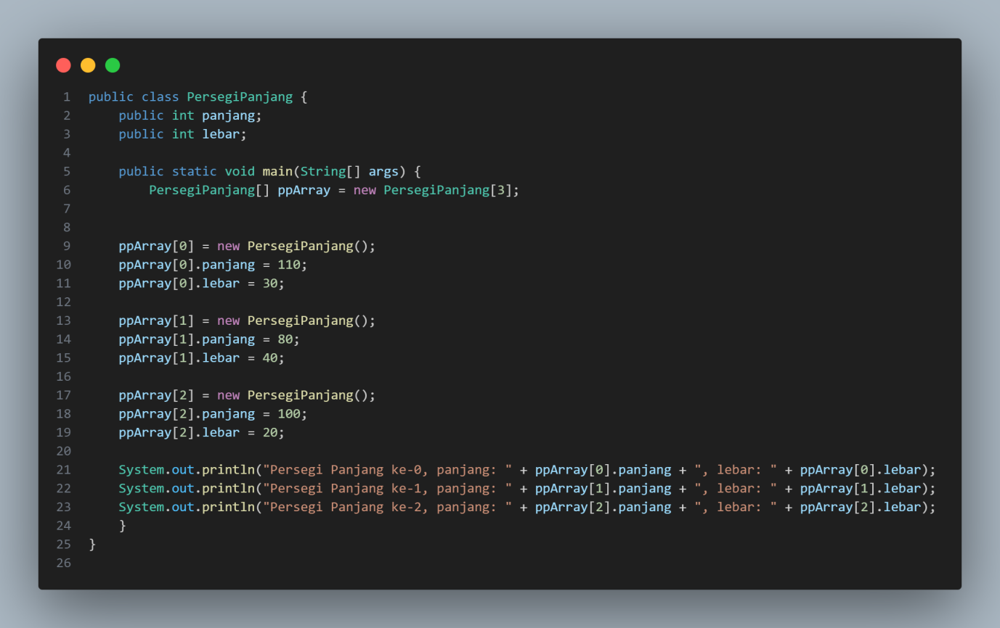 1 public class PersegiPanjang {
2     public int panjang;
3     public int lebar;
4
5     public static void main(String[] args) {
6         PersegiPanjang[] ppArray = new PersegiPanjang[3];
7
8
9     ppArray[0] = new PersegiPanjang();
10     ppArray[0].panjang = 110;
11     ppArray[0].lebar = 30;
12
13     ppArray[1] = new PersegiPanjang();
14     ppArray[1].panjang = 80;
15     ppArray[1].lebar = 40;
16
17     ppArray[2] = new PersegiPanjang();
18     ppArray[2].panjang = 100;
19     ppArray[2].lebar = 20;
20
21     System.out.println("Persegi Panjang ke-0, panjang: " + ppArray[0].panjang + ", lebar: " + ppArray[0].lebar);
22     System.out.println("Persegi Panjang ke-1, panjang: " + ppArray[1].panjang + ", lebar: " + ppArray[1].lebar);
23     System.out.println("Persegi Panjang ke-2, panjang: " + ppArray[2].panjang + ", lebar: " + ppArray[2].lebar);
24     }
25 }
26